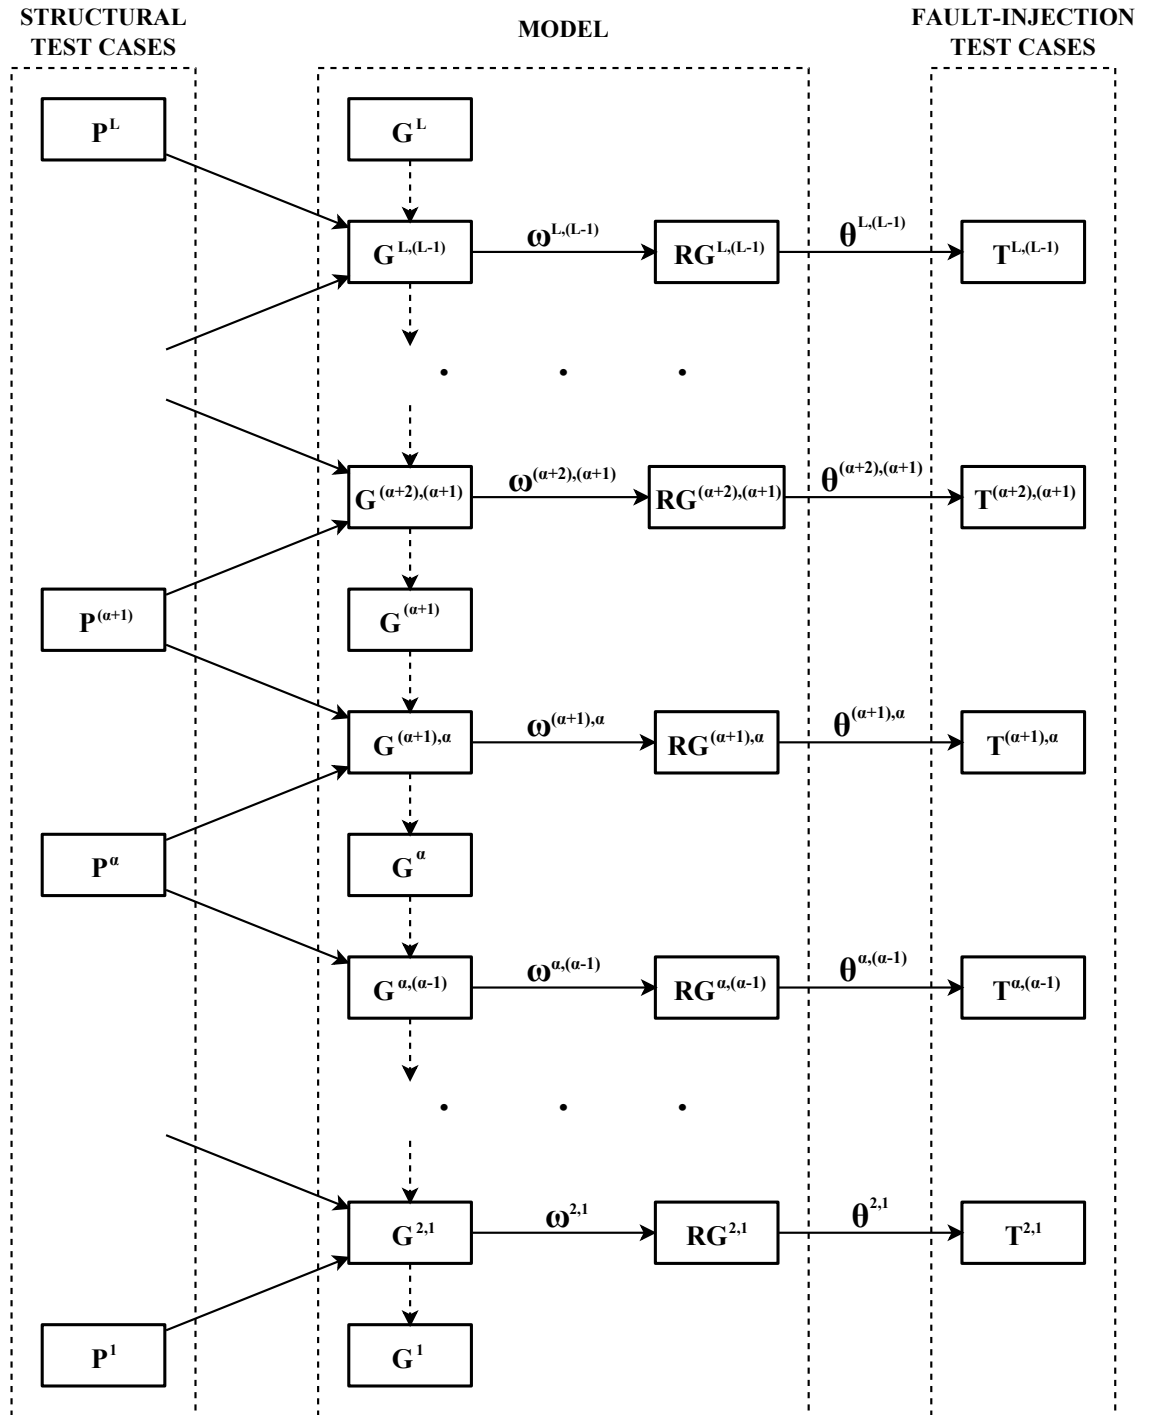 STRUCTURAL
TEST CASES
MODEL
FAULT-INJECTION
TEST CASES
P^L
G^L
G^L,(L-1)
ω^L,(L-1)
RG^L,(L-1)
θ^L,(L-1)
T^L,(L-1)
. . .
G^(α+2),(α+1)
ω^(α+2),(α+1)
RG^(α+2),(α+1)
θ^(α+2),(α+1)
T^(α+2),(α+1)
P^(α+1)
G^(α+1)
G^(α+1),α
ω^(α+1),α
RG^(α+1),α
θ^(α+1),α
T^(α+1),α
P^α
G^α
G^α,(α-1)
ω^α,(α-1)
RG^α,(α-1)
θ^α,(α-1)
T^α,(α-1)
. . .
G^2,1
ω^2,1
RG^2,1
θ^2,1
T^2,1
P^1
G^1